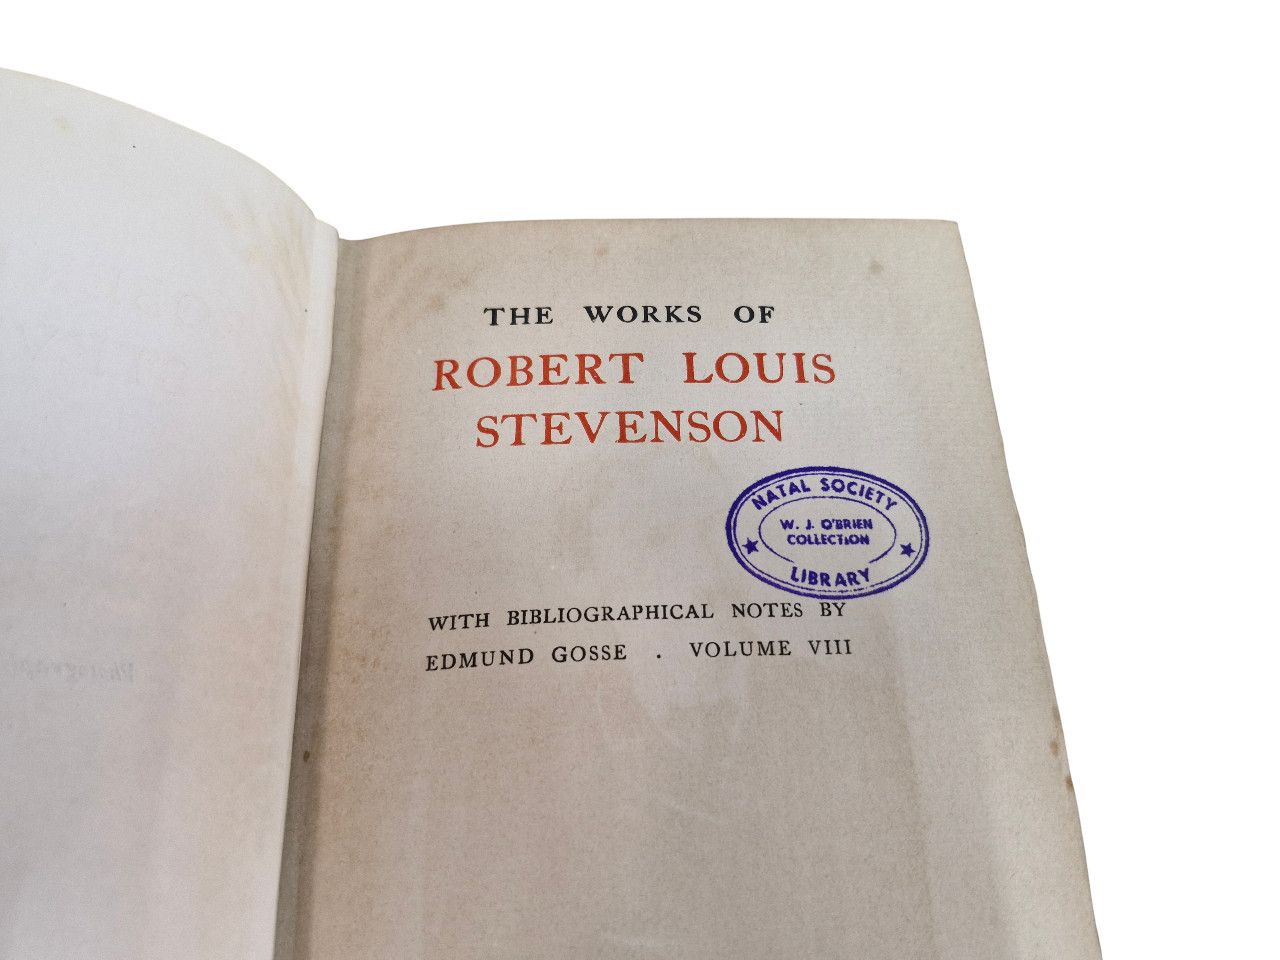 THE WORKS OF
ROBERT LOUIS
STEVENSON
NATAL SOCIETY
W. J. O'BRIEN
COLLECTION
LIBRARY
WITH BIBLIOGRAPHICAL NOTES BY
EDMUND GOSSE . VOLUME VIII